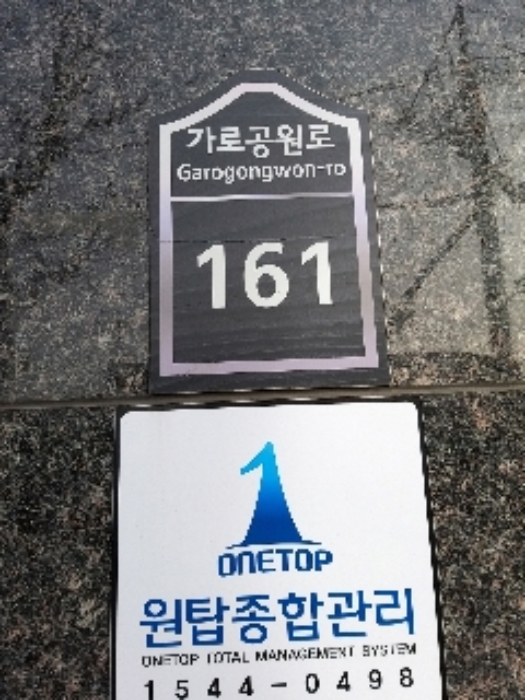 가로공원로
Garogongwon-ro
161
ONETOP
원탑종합관리
ONETOP TOTAL MANAGEMENT SYSTEM
1544-0498